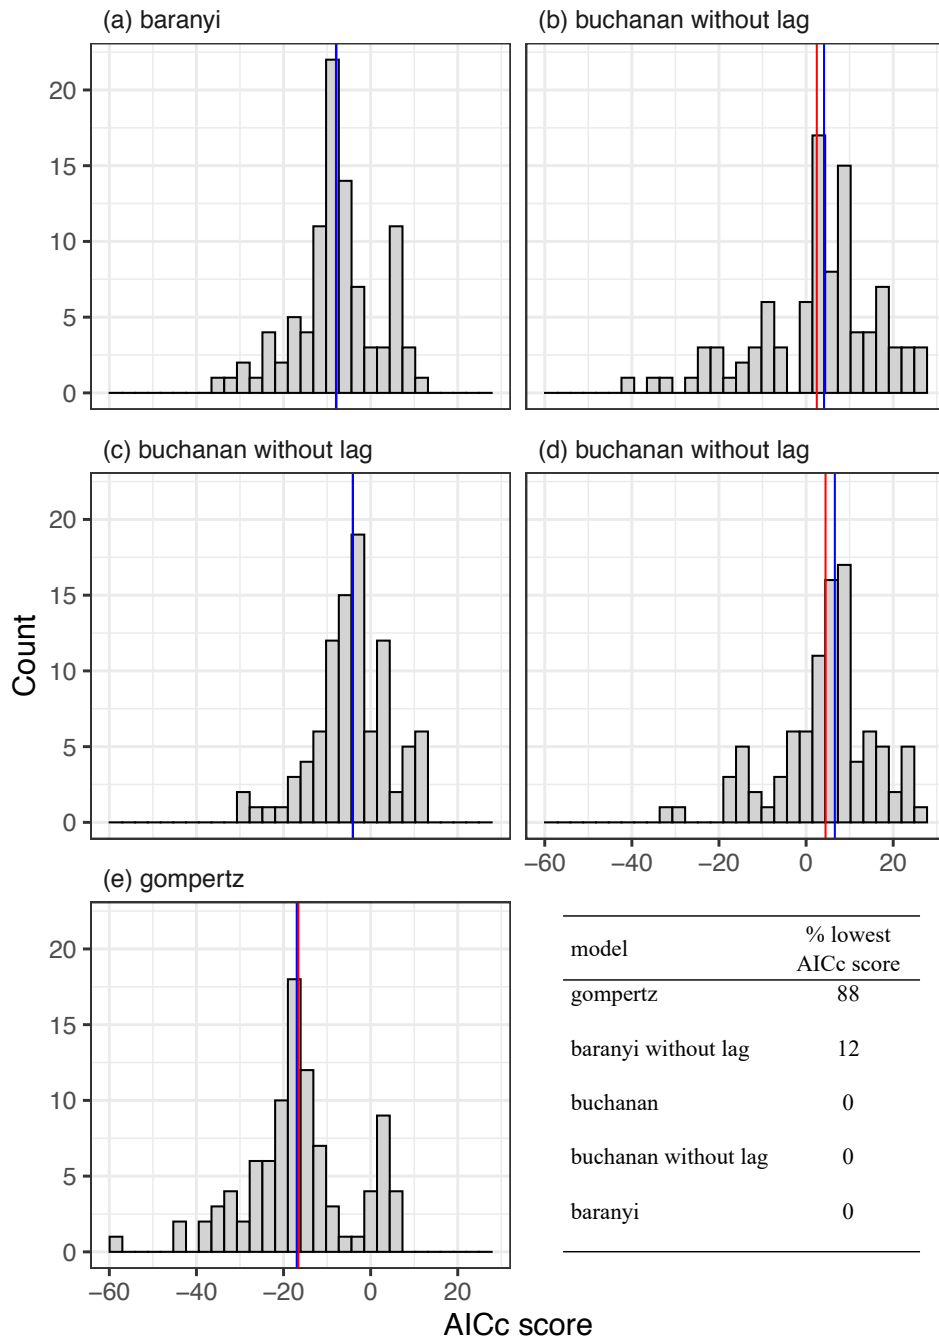 (a) baranyi
(b) buchanan without lag
20
15
10
5
0
(c) buchanan without lag
(d) buchanan without lag
20
15
10
5
0
Count
−60 −40 −20 0 20
(e) gompertz
20
15
10
5
0
−60 −40 −20 0 20
AICc score
model % lowest
AICc score
gompertz 88
baranyi without lag 12
buchanan 0
buchanan without lag 0
baranyi 0